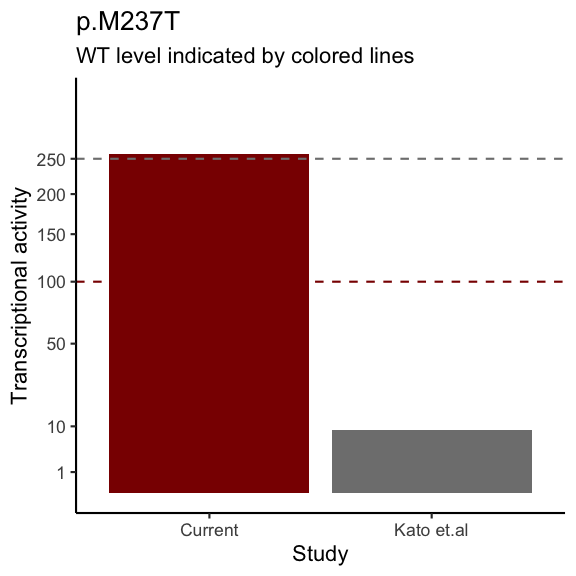 p.M237T
WT level indicated by colored lines
250
200
150
100
50
10
1
Transcriptional activity
Current
Kato et.al
Study